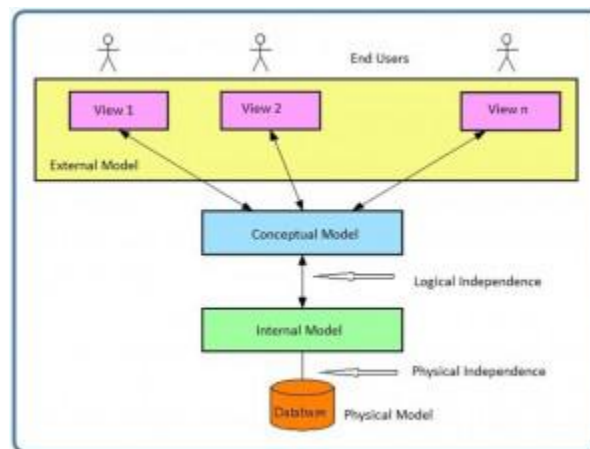 End Users
View 1
View 2
View n
External Model
Conceptual Model
Logical Independence
Internal Model
Physical Independence
Database
Physical Model